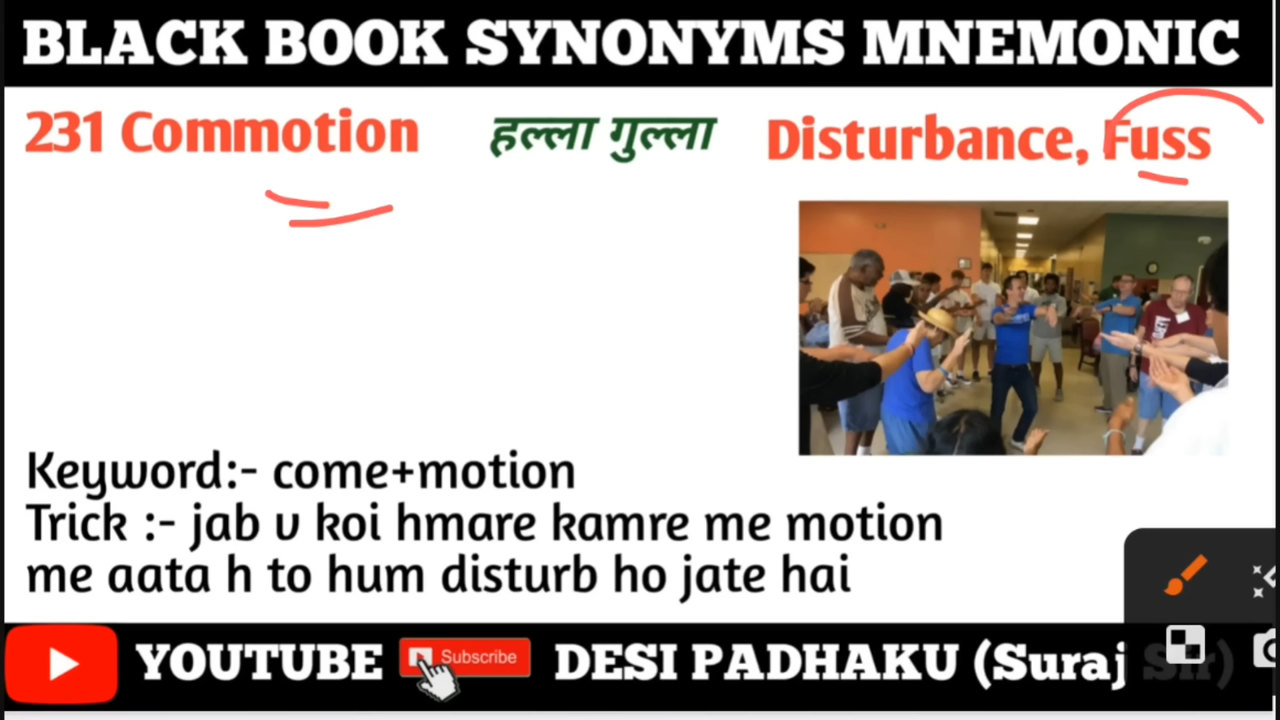 BLACK BOOK SYNONYMS MNEMONIC
231 Commotion हल्ला गुल्ला Disturbance, Fuss
Keyword:- come+motion
Trick :- jab v koi hmare kamre me motion
me aata h to hum disturb ho jate hai
YOUTUBE Subscribe DESI PADHAKU (Suraj Sir)